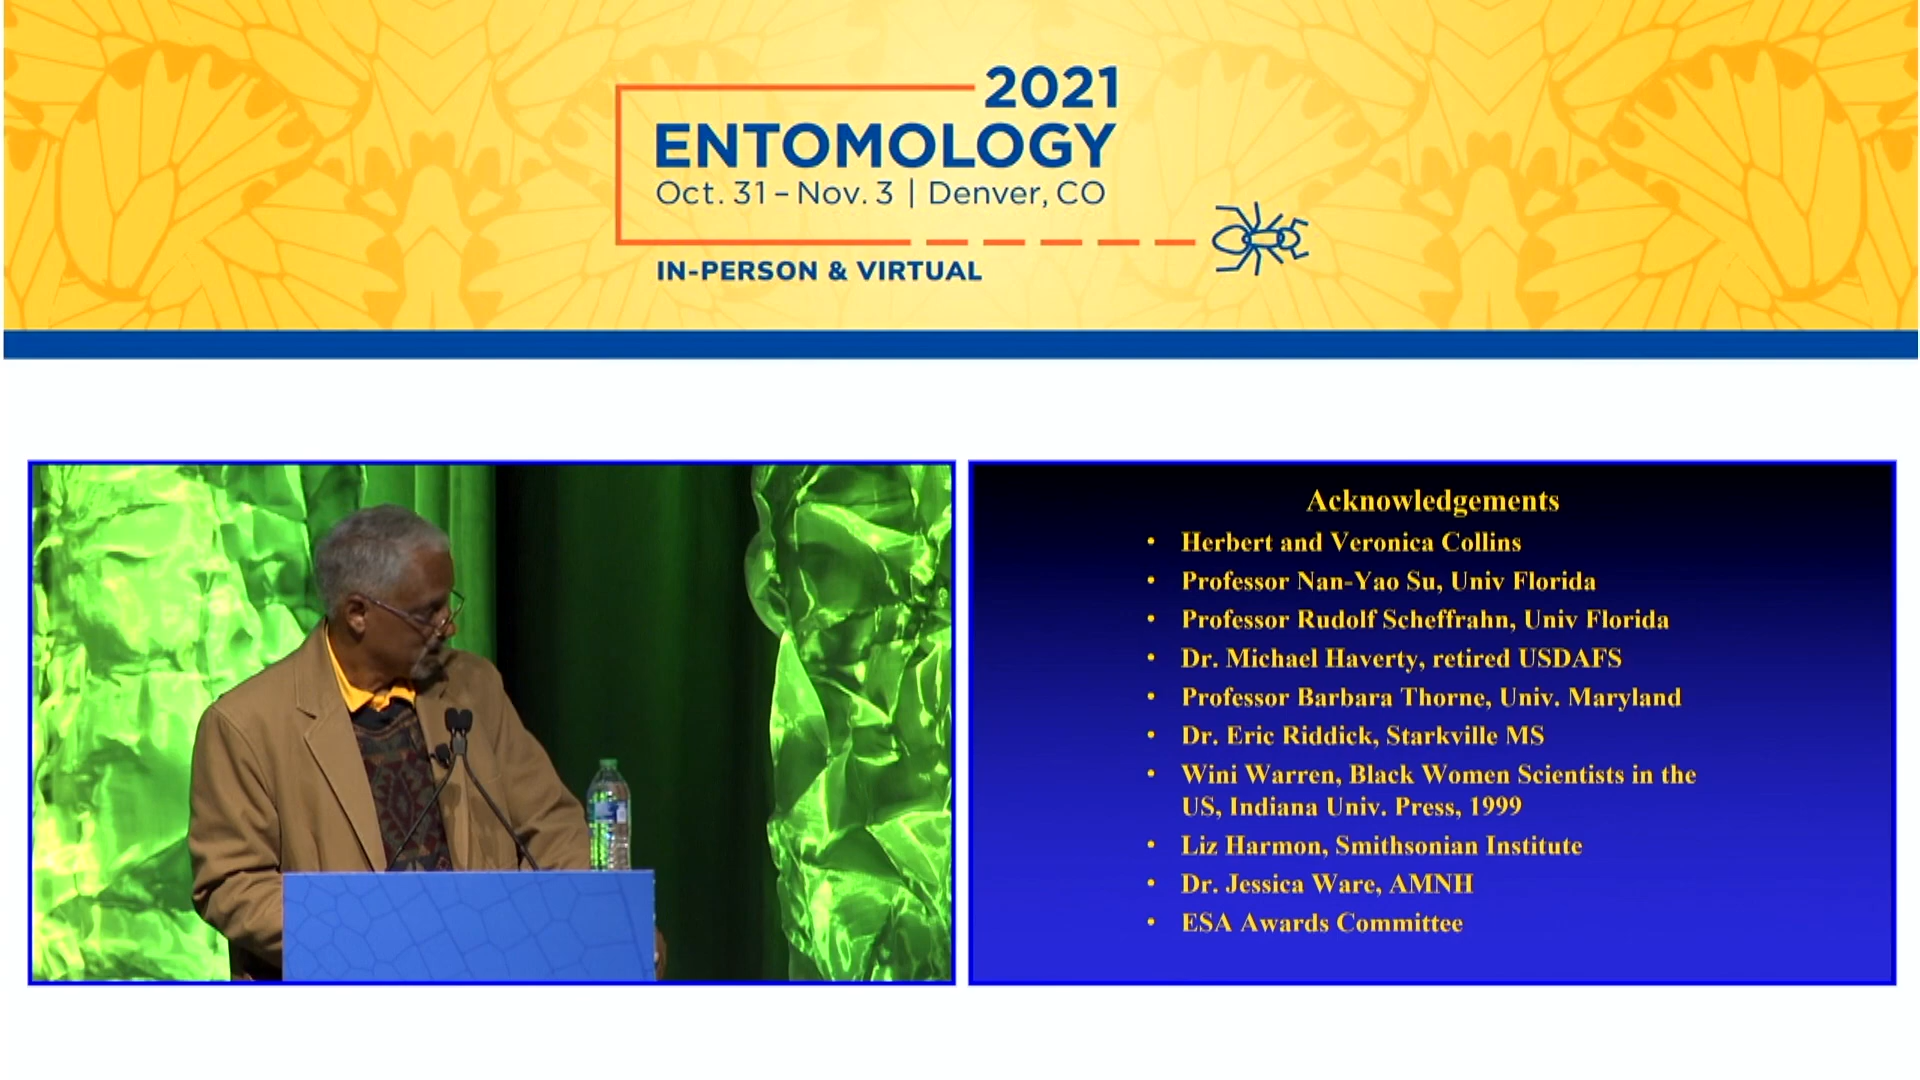 2021
ENTOMOLOGY
Oct. 31 – Nov. 3 | Denver, CO
IN-PERSON & VIRTUAL
Acknowledgements
• Herbert and Veronica Collins
• Professor Nan-Yao Su, Univ Florida
• Professor Rudolf Scheffrahn, Univ Florida
• Dr. Michael Haverty, retired USDAFS
• Professor Barbara Thorne, Univ. Maryland
• Dr. Eric Riddick, Starkville MS
• Wini Warren, Black Women Scientists in the
US, Indiana Univ. Press, 1999
• Liz Harmon, Smithsonian Institute
• Dr. Jessica Ware, AMNH
• ESA Awards Committee